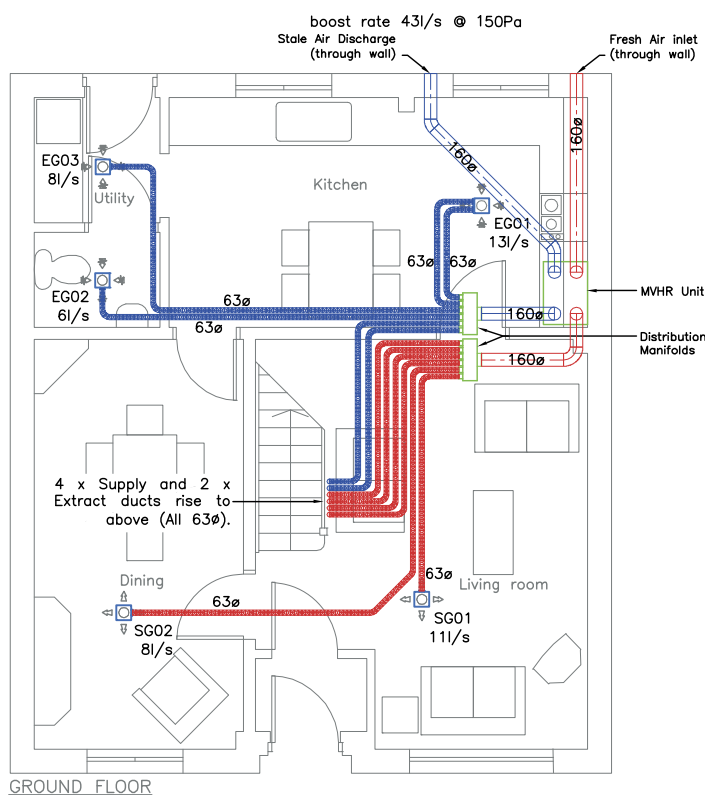 boost rate 43l/s @ 150Pa
Stale Air Discharge
(through wall)
Fresh Air inlet
(through wall)
160ø
160ø
EG03
8l/s
Utility
Kitchen
EG01
13l/s
63ø
63ø
EG02
6l/s
63ø
63ø
160ø
MVHR Unit
Distribution
Manifolds
160ø
4 x Supply and 2 x
Extract ducts rise to
above (All 63ø).
Dining
63ø
63ø
Living room
SG02
8l/s
SG01
11l/s
GROUND FLOOR